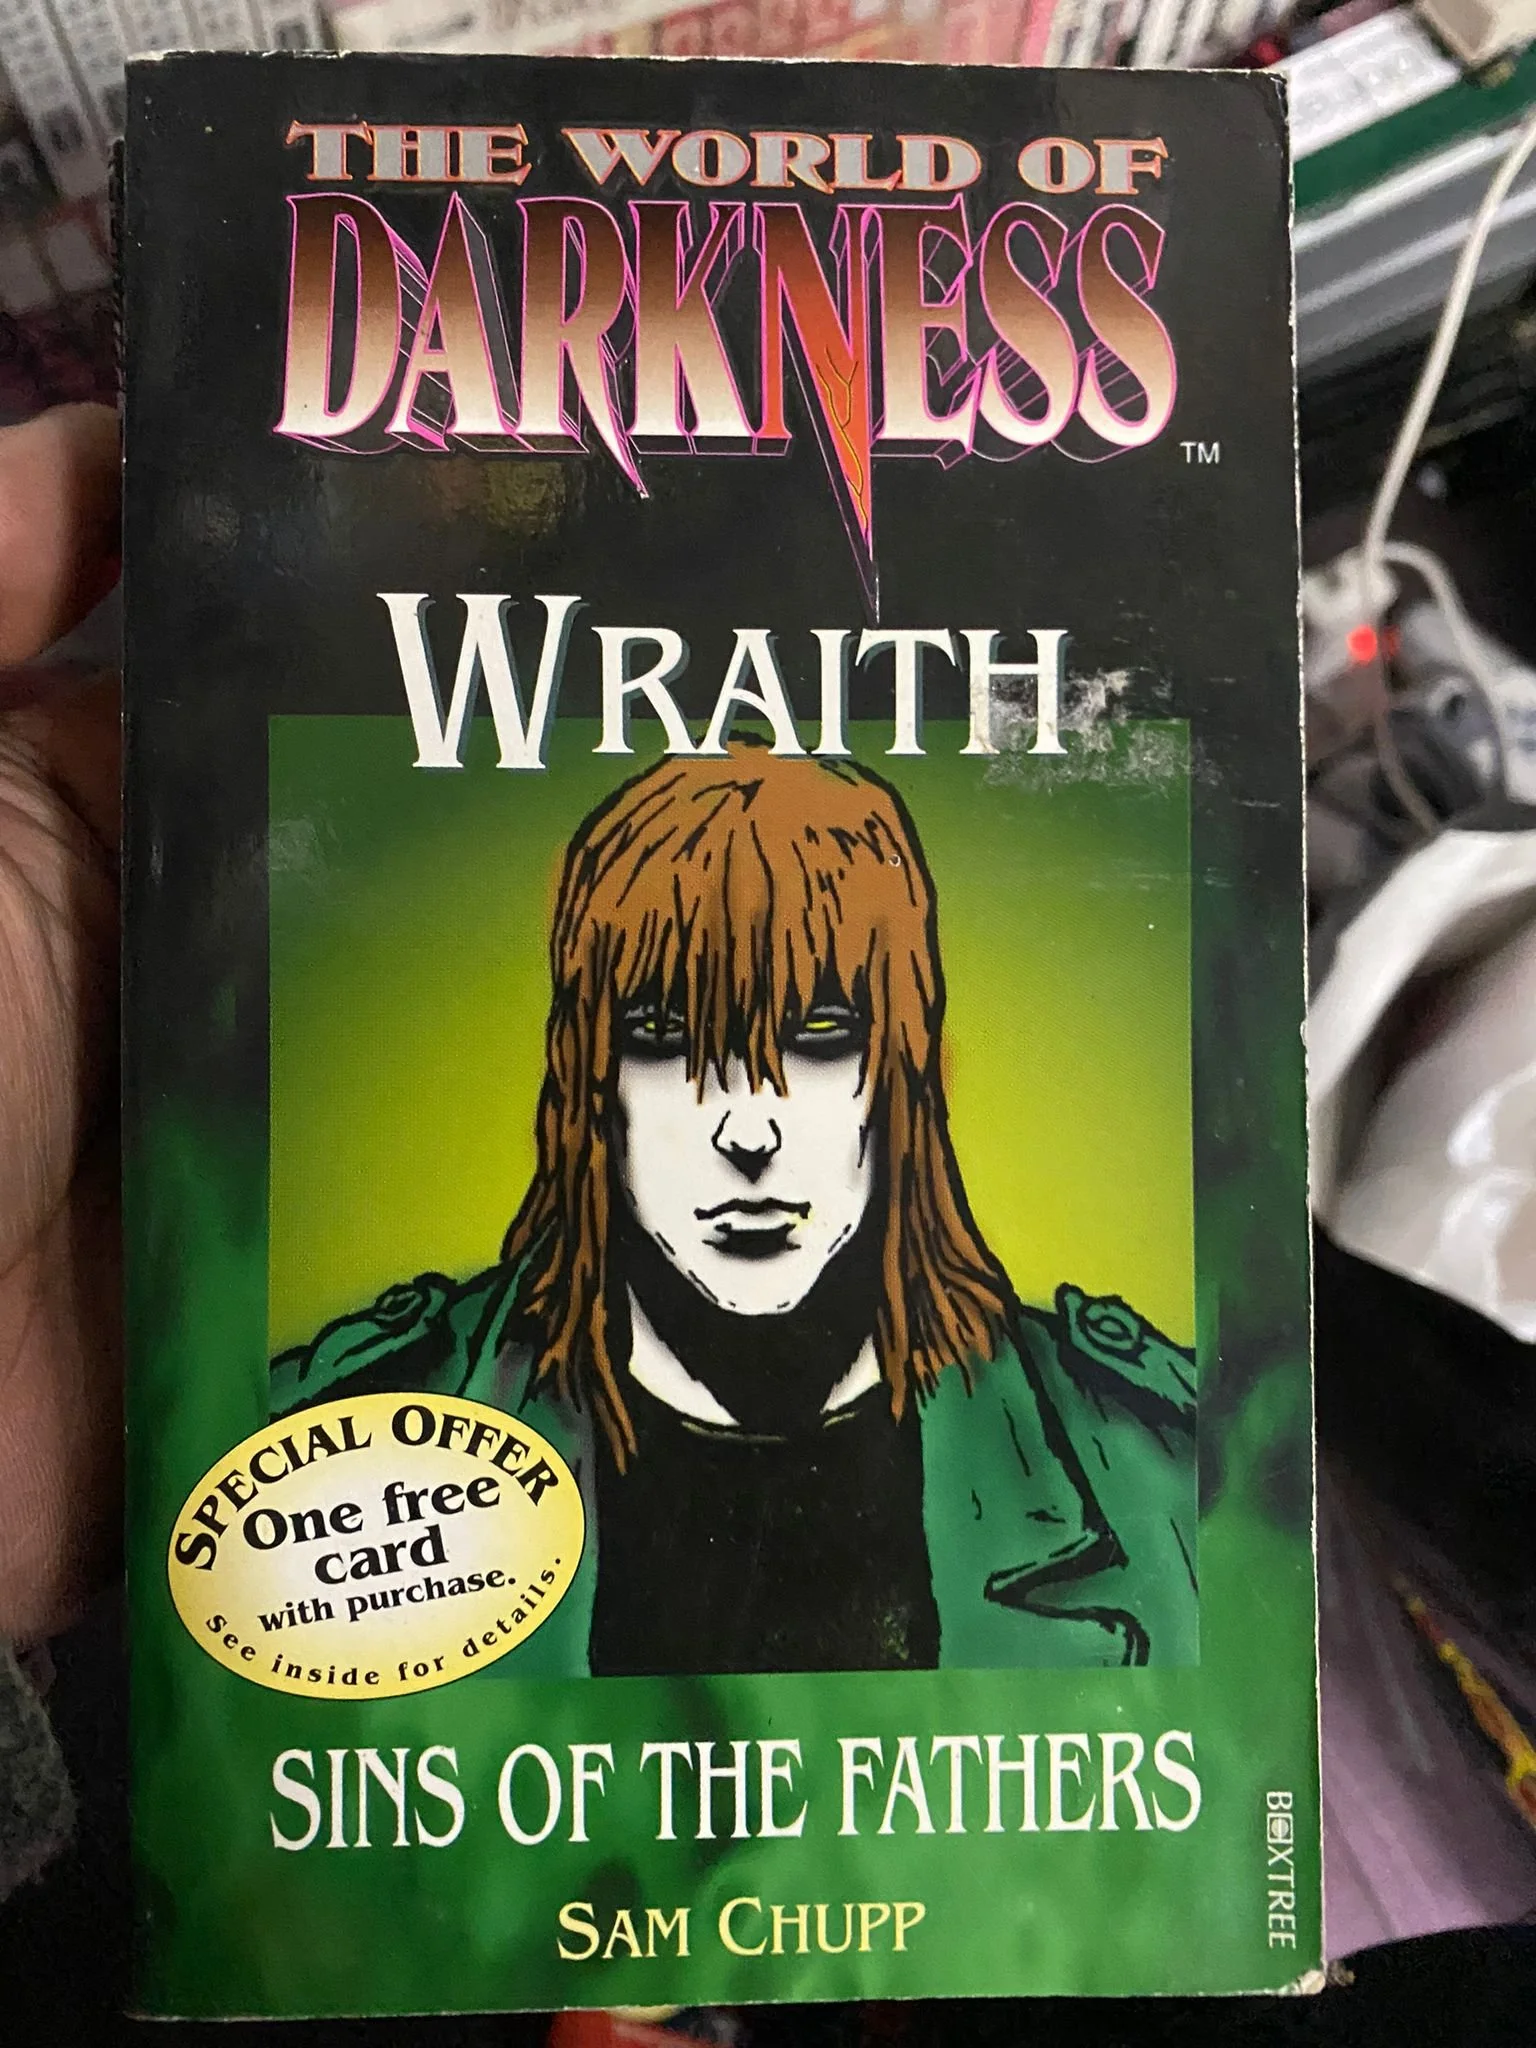 THE WORLD OF
DARKNESS
TM
WRAITH
SPECIAL OFFER
One free
card
with purchase.
See inside for details.
SINS OF THE FATHERS
SAM CHUPP
BOXTREE